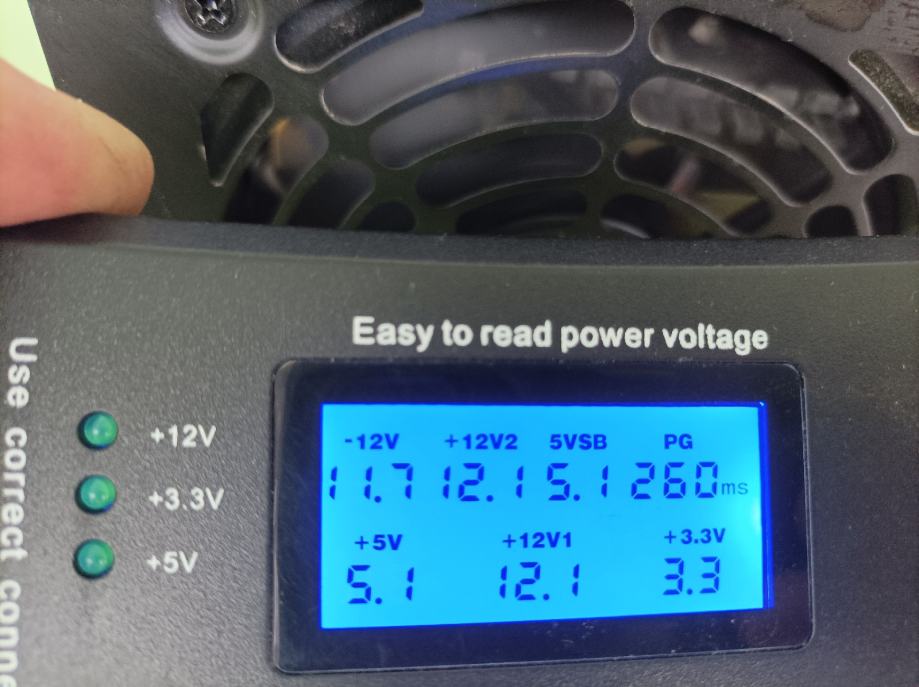 Easy to read power voltage
-12V +12V2 5VSB PG
11.7 12.1 5.1 260ms
+5V +12V1 +3.3V
5.1 12.1 3.3
+12V
+3.3V
+5V
Use correct